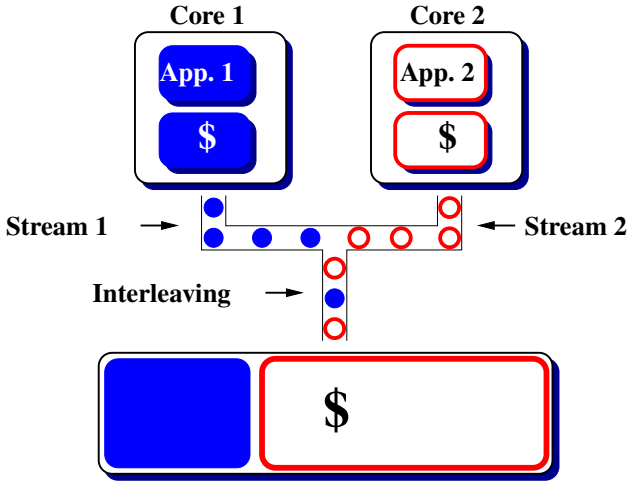 Core 1
Core 2
App. 1
App. 2
$
$
Stream 1
Stream 2
Interleaving
$